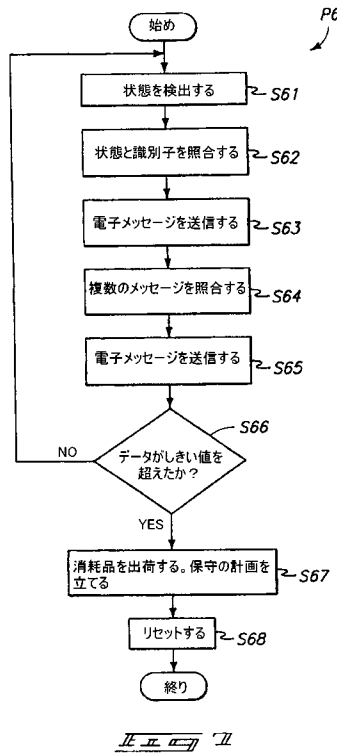 P6
始め
状態を検出する
S61
状態と識別子を照合する
S62
電子メッセージを送信する
S63
複数のメッセージを照合する
S64
電子メッセージを送信する
S65
S66
データがしきい値を
超えたか？
NO
YES
消耗品を出荷する。保守の計画を
立てる
S67
リセットする
S68
終り